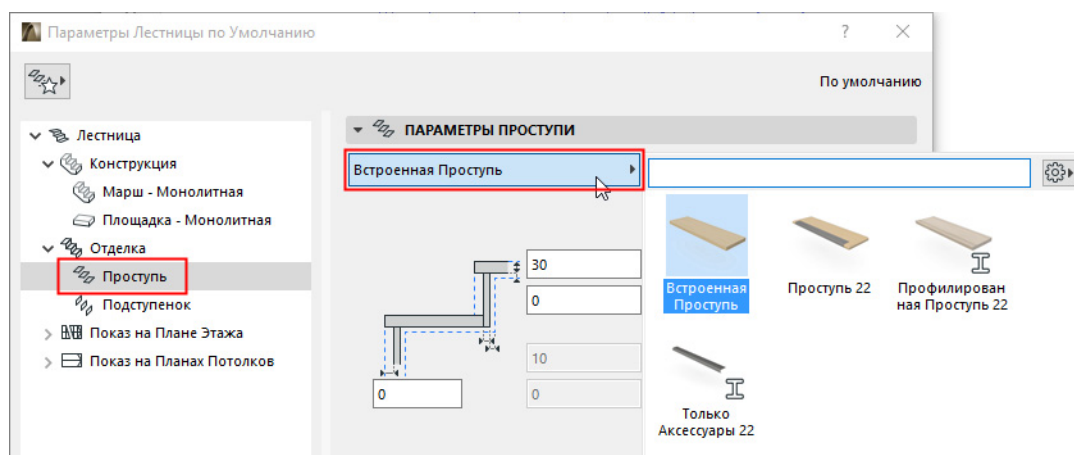 Параметры Лестницы по Умолчанию
?
По умолчанию
Лестница
Конструкция
Марш - Монолитная
Площадка - Монолитная
Отделка
Проступь
Подступенок
Показ на Плане Этажа
Показ на Планах Потолков
ПАРАМЕТРЫ ПРОСТУПИ
Встроенная Проступь
30
0
10
0
0
Встроенная
Проступь
Проступь 22
Профилирован
ная Проступь 22
Только
Аксессуары 22